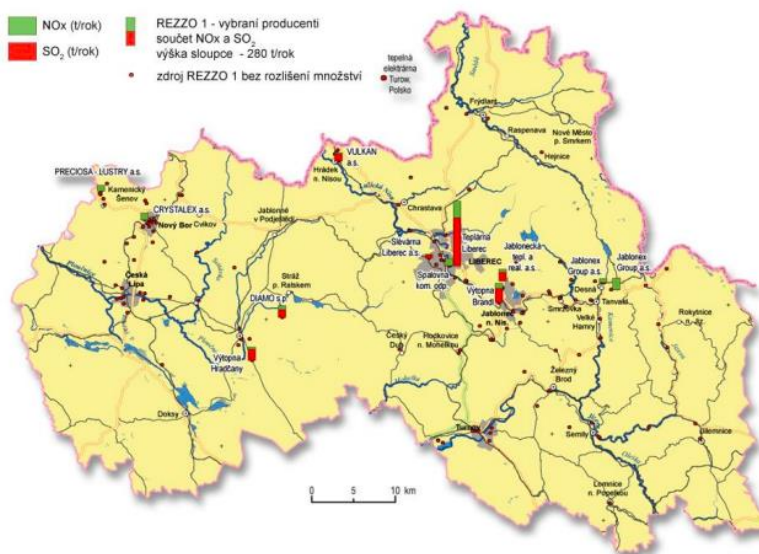 NOx (t/rok)
SO₂ (t/rok)
REZZO 1 - vybraní producenti
součet NOx a SO₂
výška sloupce - 280 t/rok
zdroj REZZO 1 bez rozlišení množství
tepelná
elektrárna
Turow,
Polsko
Frýdlant
Raspenava
Nové Město
p. Smrkem
Hejnice
VULKAN
a.s.
Hrádek
n. Nisou
Chrastava
PRECIOSA - LUSTRY a.s.
Kamenický
Šenov
CRYSTALEX a.s.
Nový Bor
Cvikov
Jablonné
v Podještědí
Slévárna
Liberec a.s.
Teplárna
Liberec
LIBEREC
Spalovna
kom. odp.
Jablonecká
tepl. a
real. a.s.
Jablonex
Group a.s.
Jablonex
Group a.s.
Desná
Tanvald
Česká
Lípa
Stráž
p. Ralskem
DIAMO s.p.
Výtopna
Brandl
Jablonec
n. Nis.
Smržovka
Velké
Hamry
Rokytnice
n. Jiz.
Výtopna
Hradčany
Český
Dub
Hodkovice
n. Mohelkou
Železný
Brod
Doksy
Turnov
Semily
Jilemnice
Lomnice
n. Popelkou
0 5 10 km